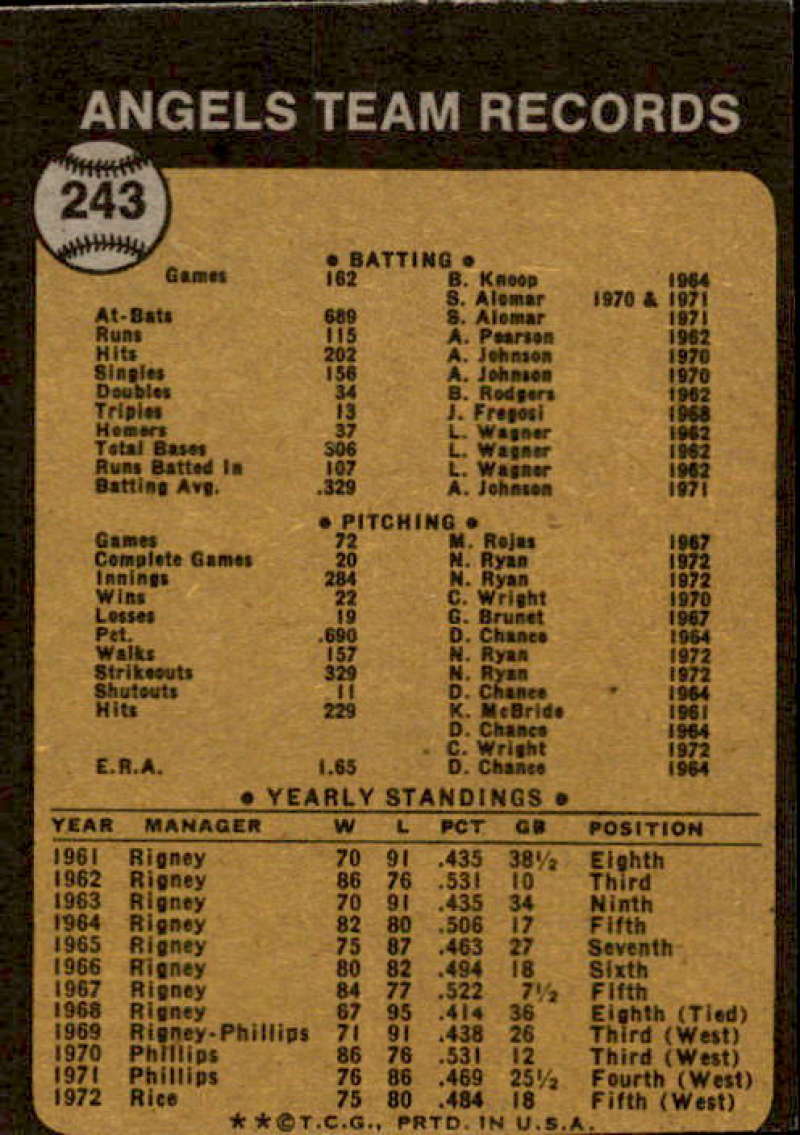 ANGELS TEAM RECORDS
243
• BATTING •
Games 162 B. Knoop 1964
S. Alomar 1970 & 1971
At-Bats 689 S. Alomar 1971
Runs 115 A. Pearson 1962
Hits 202 A. Johnson 1970
Singles 156 A. Johnson 1970
Doubles 34 B. Rodgers 1962
Triples 13 J. Fregosi 1968
Homers 37 L. Wagner 1962
Total Bases 306 L. Wagner 1962
Runs Batted In 107 L. Wagner 1962
Batting Avg. .329 A. Johnson 1971
• PITCHING •
Games 72 M. Rojas 1967
Complete Games 20 N. Ryan 1972
Innings 284 N. Ryan 1972
Wins 22 C. Wright 1970
Losses 19 G. Brunet 1967
Pct. .690 D. Chance 1964
Walks 157 N. Ryan 1972
Strikeouts 329 N. Ryan 1972
Shutouts 11 D. Chance 1964
Hits 229 K. McBride 1961
D. Chance 1964
C. Wright 1972
E.R.A. 1.65 D. Chance 1964
• YEARLY STANDINGS •
YEAR MANAGER W L PCT GB POSITION
1961 Rigney 70 91 .435 38½ Eighth
1962 Rigney 86 76 .531 10 Third
1963 Rigney 70 91 .435 34 Ninth
1964 Rigney 82 80 .506 17 Fifth
1965 Rigney 75 87 .463 27 Seventh
1966 Rigney 80 82 .494 18 Sixth
1967 Rigney 84 77 .522 7½ Fifth
1968 Rigney 67 95 .414 36 Eighth (Tied)
1969 Rigney-Phillips 71 91 .438 26 Third (West)
1970 Phillips 86 76 .531 12 Third (West)
1971 Phillips 76 86 .469 25½ Fourth (West)
1972 Rice 75 80 .484 18 Fifth (West)
* * © T.C.G., PRTD. IN U.S.A.